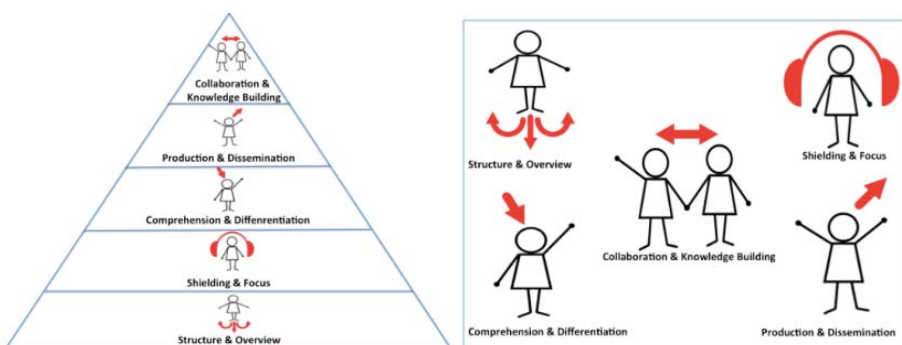 Collaboration &
Knowledge Building
Production & Dissemination
Comprehension & Diffenrentiation
Shielding & Focus
Structure & Overview
Structure & Overview
Shielding & Focus
Collaboration & Knowledge Building
Comprehension & Differentiation
Production & Dissemination